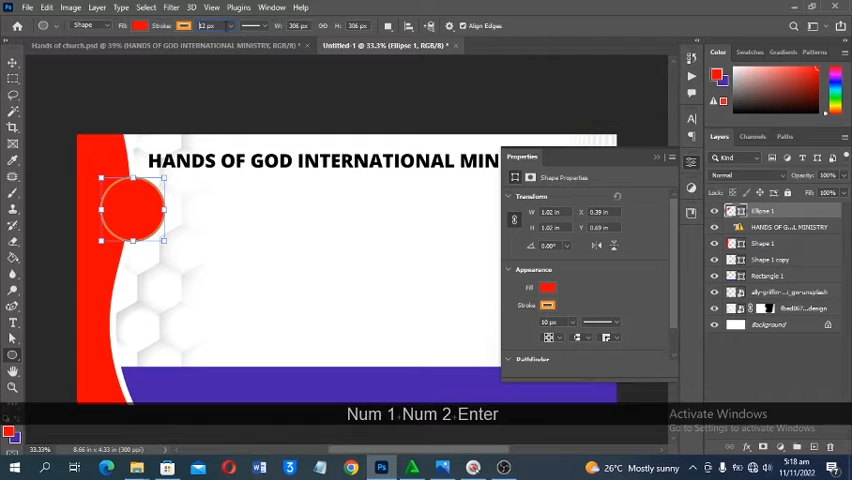 File Edit Image Layer Type Select Filter 3D View Plugins Window Help
Shape Fill: Stroke: 12 px W: 306 px H: 306 px Align Edges
Hands of church.psd @ 39% (HANDS OF GOD INTERNATIONAL MINISTRY, RGB/8) * × Untitled-1 @ 33.3% (Ellipse 1, RGB/8) * ×
Color Swatches Gradients Patterns
Layers Channels Paths
Kind
Normal Opacity: 100%
Lock: Fill: 100%
Ellipse 1
HANDS OF G...L MINISTRY
Shape 1
Shape 1 copy
Rectangle 1
Background
HANDS OF GOD INTERNATIONAL MIN
Properties
Shape Properties
Transform
W 1.02 in X 0.39 in
H 1.02 in Y 0.69 in
0.00°
Appearance
Fill
Stroke
10 px
Pathfinder
Num 1 Num 2 Enter
Activate Windows
Go to Settings to activate Windows.
33.33% 8.66 in x 4.33 in (300 ppi)
26°C Mostly sunny
5:18 am
11/11/2022